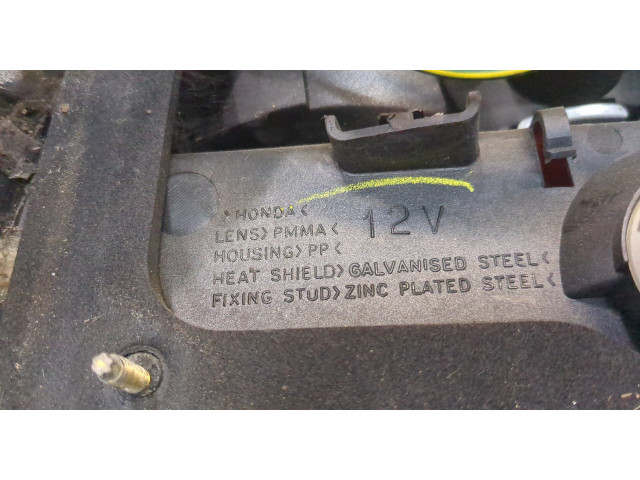 >HONDA<
LENS>PMMA< 12V
HOUSING>PP<
HEAT SHIELD>GALVANISED STEEL<
FIXING STUD>ZINC PLATED STEEL<